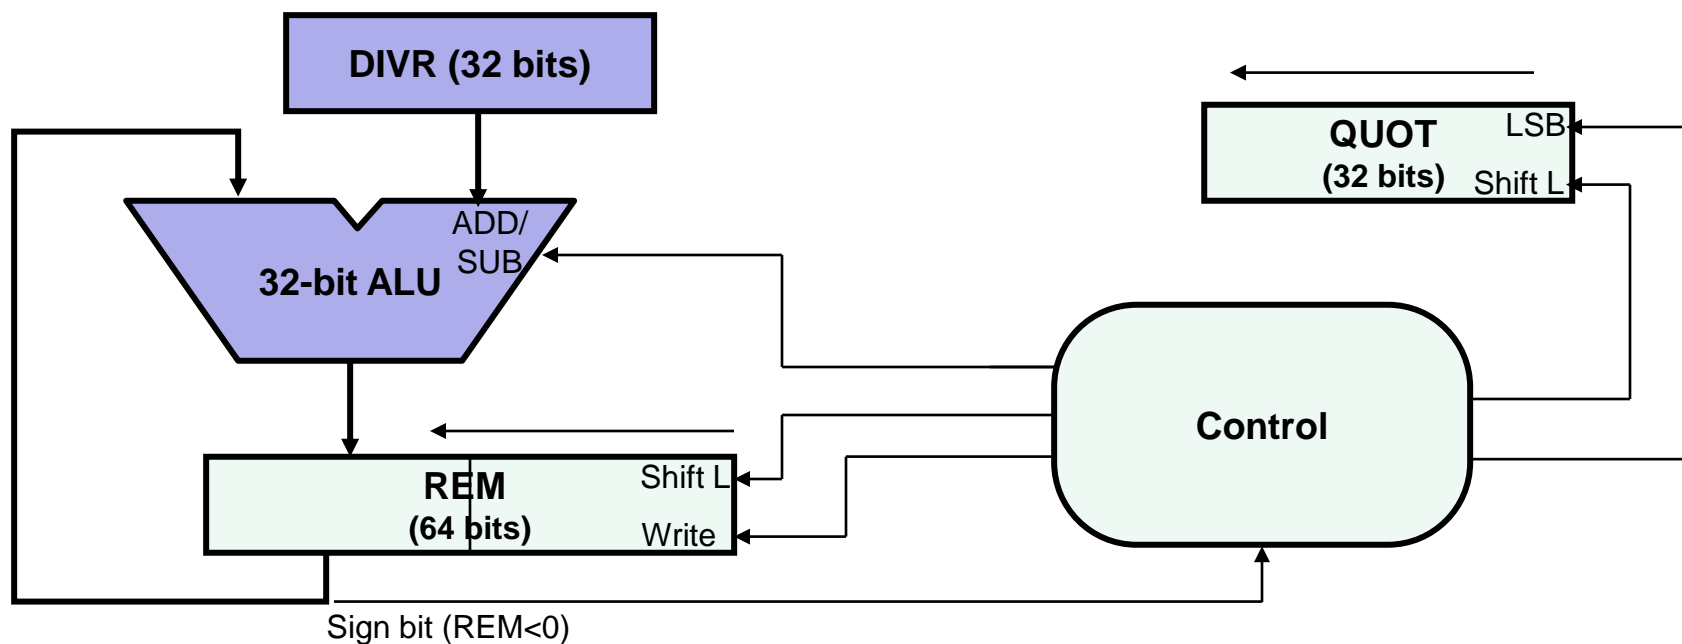 DIVR (32 bits)
QUOT
(32 bits)
LSB
Shift L
ADD/
SUB
32-bit ALU
Control
REM
(64 bits)
Shift L
Write
Sign bit (REM<0)